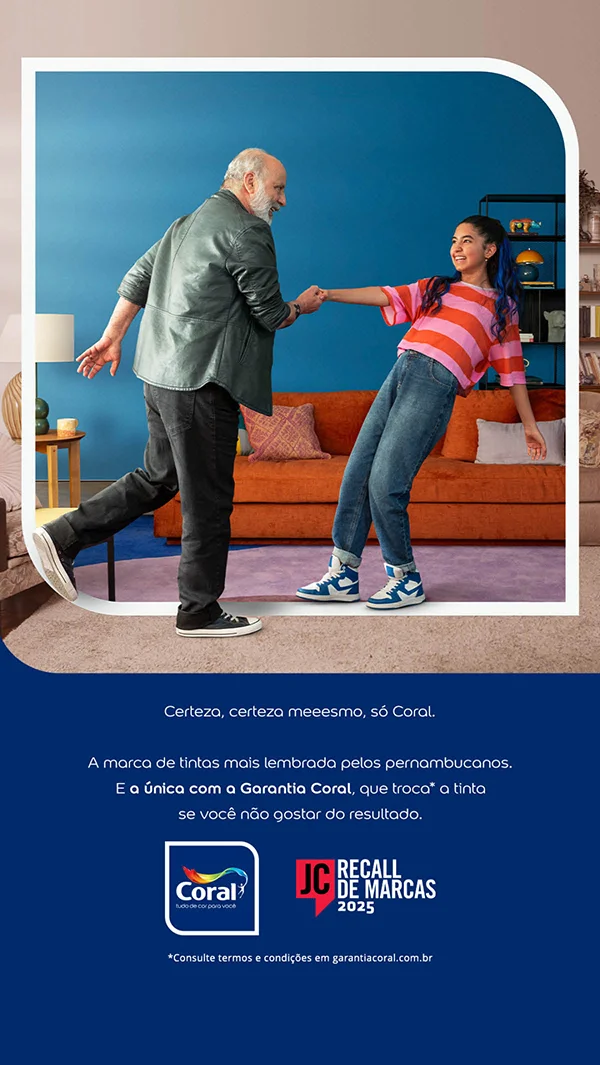 Certeza, certeza meeesmo, só Coral.
A marca de tintas mais lembrada pelos pernambucanos.
E a única com a Garantia Coral, que troca* a tinta
se você não gostar do resultado.
Coral
tudo de cor para você
JC RECALL
DE MARCAS
2025
*Consulte termos e condições em garantiacoral.com.br